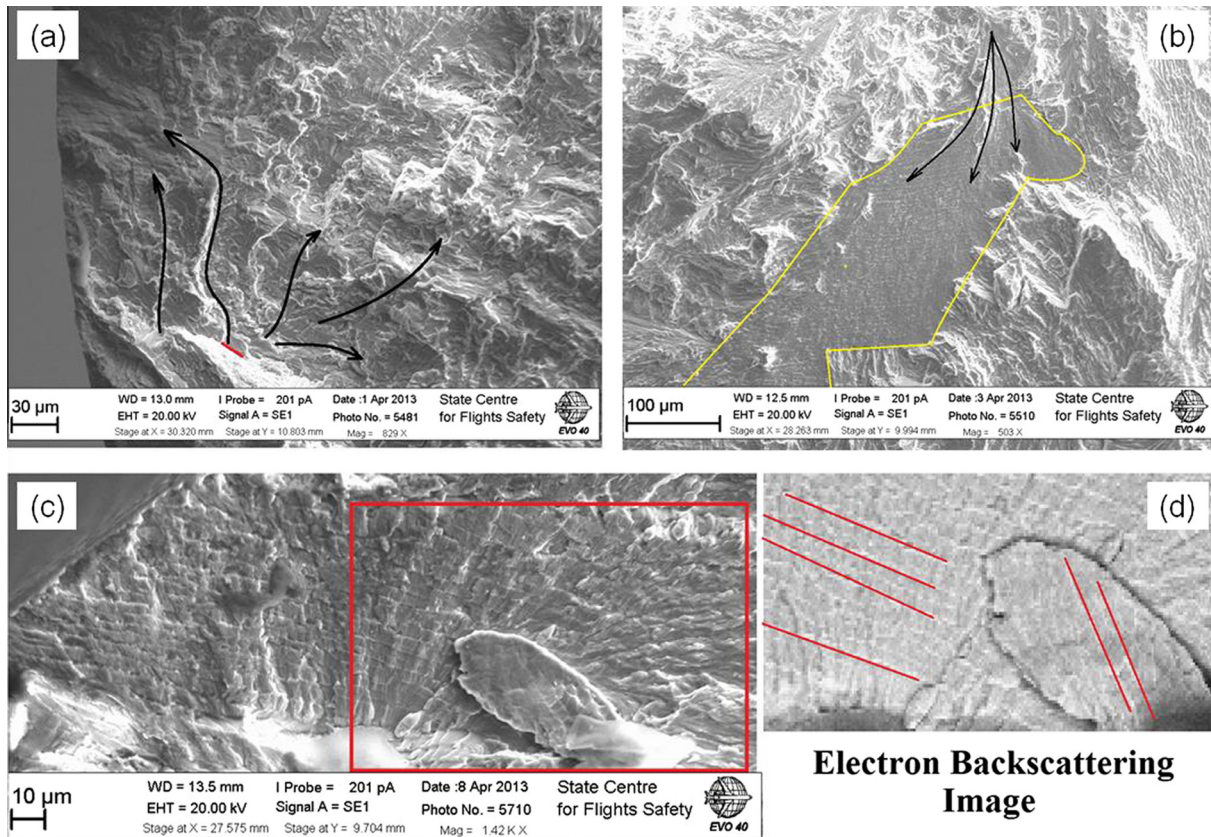 (a)
30 µm
WD = 13.0 mm I Probe = 201 pA Date :1 Apr 2013 State Centre
EHT = 20.00 kV Signal A = SE1 Photo No. = 5481 for Flights Safety
Stage at X = 30.320 mm Stage at Y = 10.803 mm Mag = 829 X EVO 40
(b)
100 µm
WD = 12.5 mm I Probe = 201 pA Date :3 Apr 2013 State Centre
EHT = 20.00 kV Signal A = SE1 Photo No. = 5510 for Flights Safety
Stage at X = 28.263 mm Stage at Y = 9.994 mm Mag = 503 X EVO 40
(c)
10 µm
WD = 13.5 mm I Probe = 201 pA Date :8 Apr 2013 State Centre
EHT = 20.00 kV Signal A = SE1 Photo No. = 5710 for Flights Safety
Stage at X = 27.575 mm Stage at Y = 9.704 mm Mag = 1.42 K X EVO 40
(d)
Electron Backscattering
Image